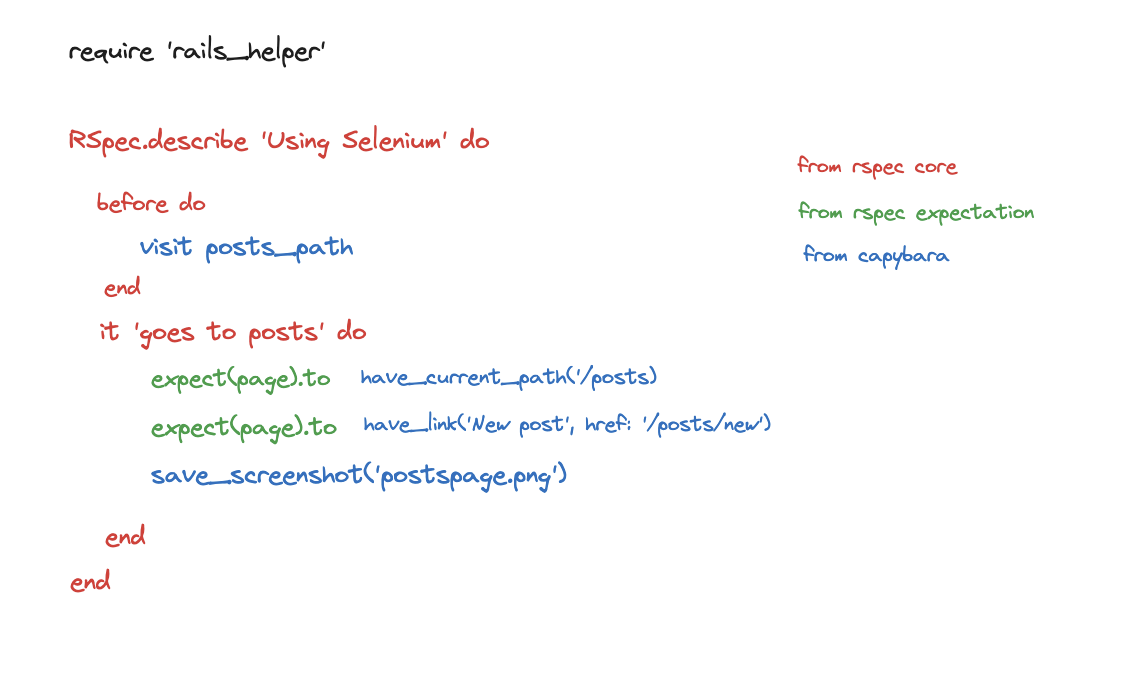 require 'rails_helper'
RSpec.describe 'Using Selenium' do
before do
visit posts_path
end
it 'goes to posts' do
expect(page).to have_current_path('/posts)
expect(page).to have_link('New post', href: '/posts/new')
save_screenshot('postspage.png')
end
end
from rspec core
from rspec expectation
from capybara